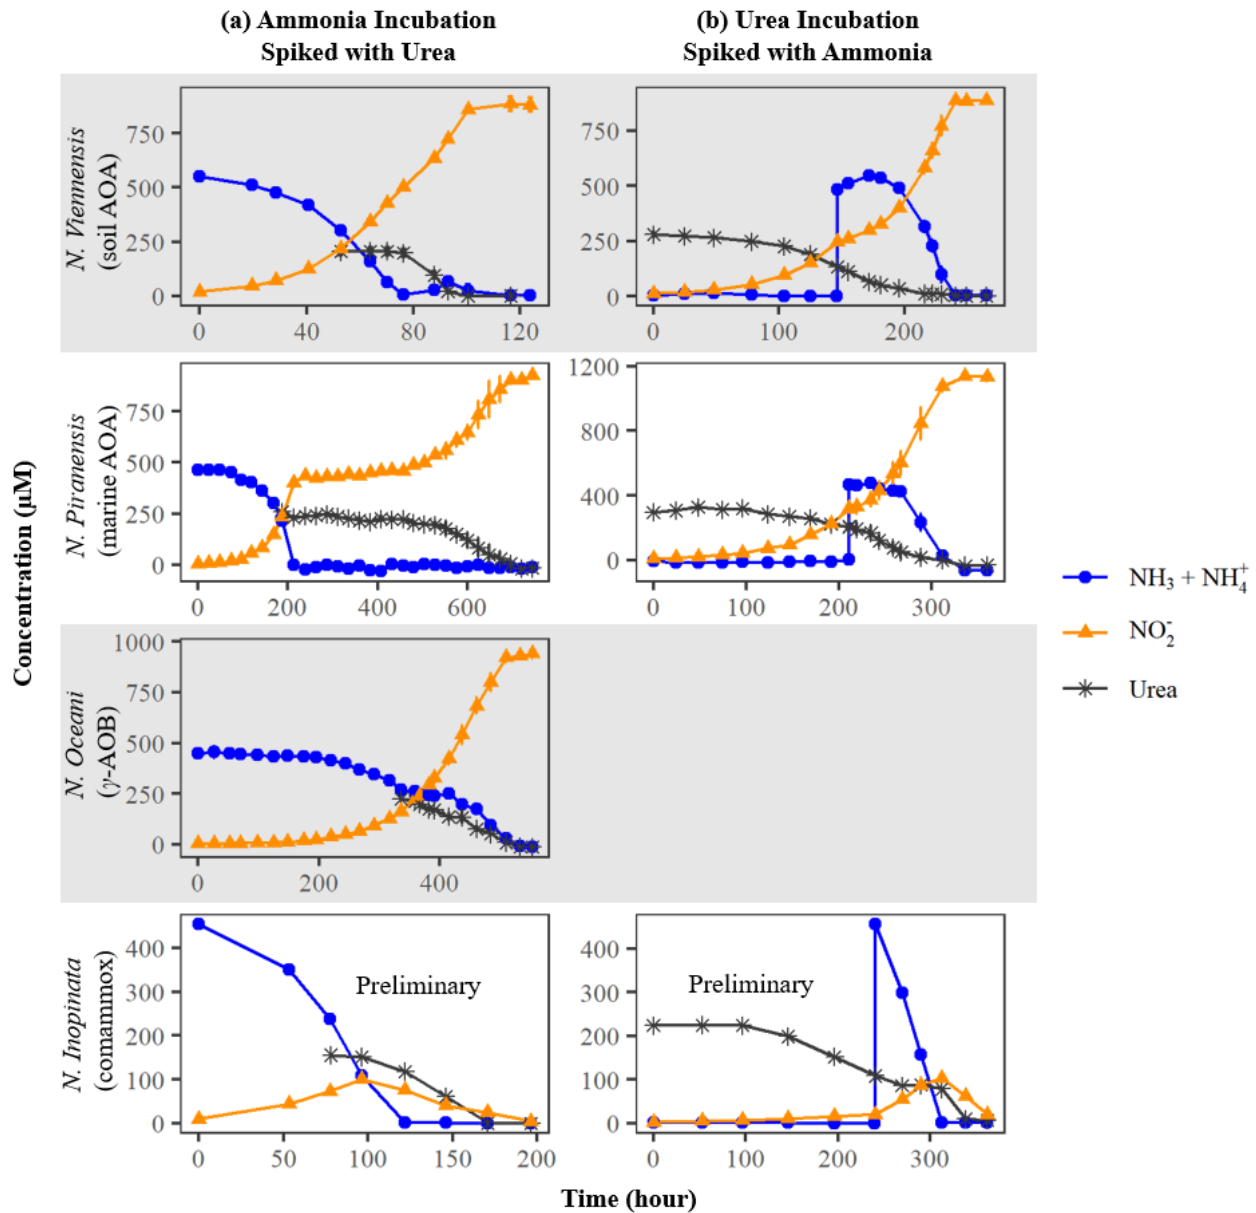 (a) Ammonia Incubation
Spiked with Urea
(b) Urea Incubation
Spiked with Ammonia
Concentration (µM)
N. Viennensis
(soil AOA)
750
500
250
0
0 40 80 120
750
500
250
0
0 100 200
N. Piranensis
(marine AOA)
750
500
250
0
0 200 400 600
1200
800
400
0
0 100 200 300
N. Oceani
(γ-AOB)
1000
750
500
250
0
0 200 400
N. Inopinata
(comammox)
400
300
200
100
0
Preliminary
0 50 100 150 200
400
300
200
100
0
Preliminary
0 100 200 300
Time (hour)
NH₃ + NH₄⁺
NO₂⁻
Urea